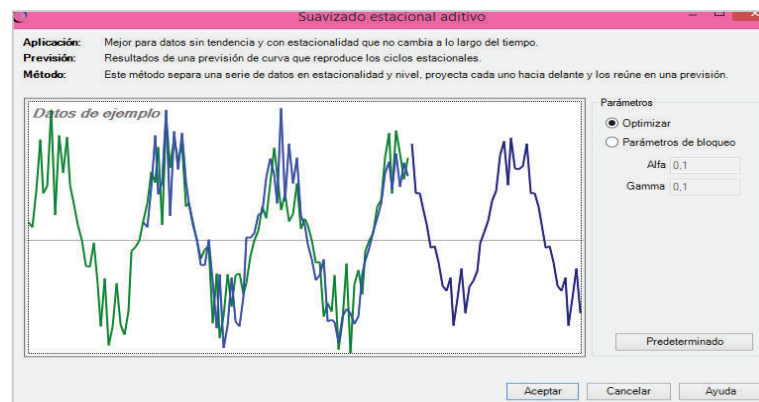 Suavizado estacional aditivo
Aplicación: Mejor para datos sin tendencia y con estacionalidad que no cambia a lo largo del tiempo.
Previsión: Resultados de una previsión de curva que reproduce los ciclos estacionales.
Método: Este método separa una serie de datos en estacionalidad y nivel, proyecta cada uno hacia delante y los reúne en una previsión.
Datos de ejemplo
Parámetros
Optimizar
Parámetros de bloqueo
Alfa 0,1
Gamma 0,1
Predeterminado
Aceptar Cancelar Ayuda